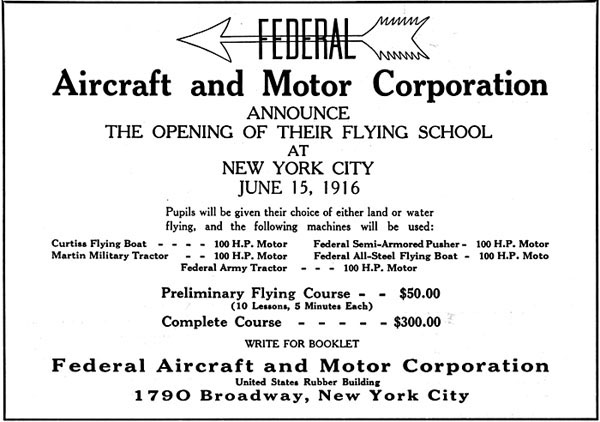 FEDERAL
Aircraft and Motor Corporation
ANNOUNCE
THE OPENING OF THEIR FLYING SCHOOL
AT
NEW YORK CITY
JUNE 15, 1916
Pupils will be given their choice of either land or water
flying, and the following machines will be used:
Curtiss Flying Boat - - - - 100 H.P. Motor Federal Semi-Armored Pusher - 100 H.P. Motor
Martin Military Tractor - - 100 H.P. Motor Federal All-Steel Flying Boat - 100 H.P. Moto
Federal Army Tractor - - - 100 H.P. Motor
Preliminary Flying Course - - $50.00
(10 Lessons, 5 Minutes Each)
Complete Course - - - - - $300.00
WRITE FOR BOOKLET
Federal Aircraft and Motor Corporation
United States Rubber Building
1790 Broadway, New York City